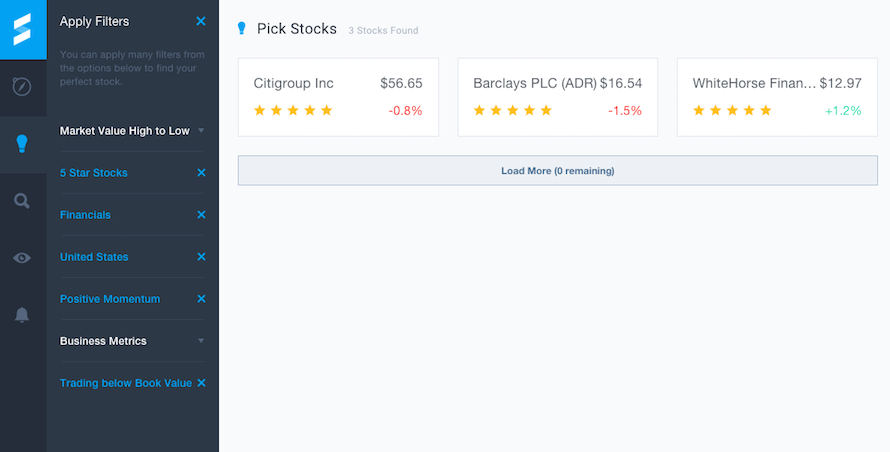 Apply Filters
You can apply many filters from
the options below to find your
perfect stock.
Market Value High to Low
5 Star Stocks
Financials
United States
Positive Momentum
Business Metrics
Trading below Book Value
Pick Stocks 3 Stocks Found
Citigroup Inc $56.65
-0.8%
Barclays PLC (ADR) $16.54
-1.5%
WhiteHorse Finan... $12.97
+1.2%
Load More (0 remaining)